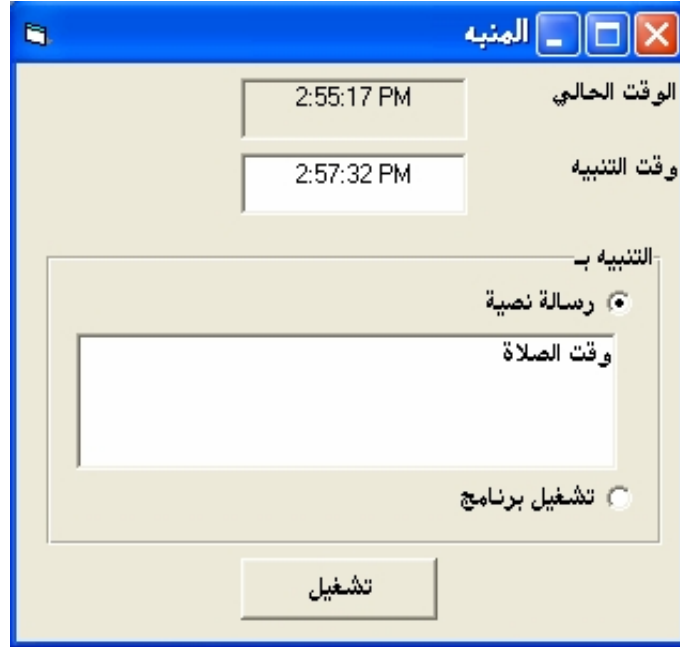 المنبه
الوقت الحالي
2:55:17 PM
وقت التنبيه
2:57:32 PM
التنبيه بـ
رسالة نصية
وقت الصلاة
تشغيل برنامج
تشغيل